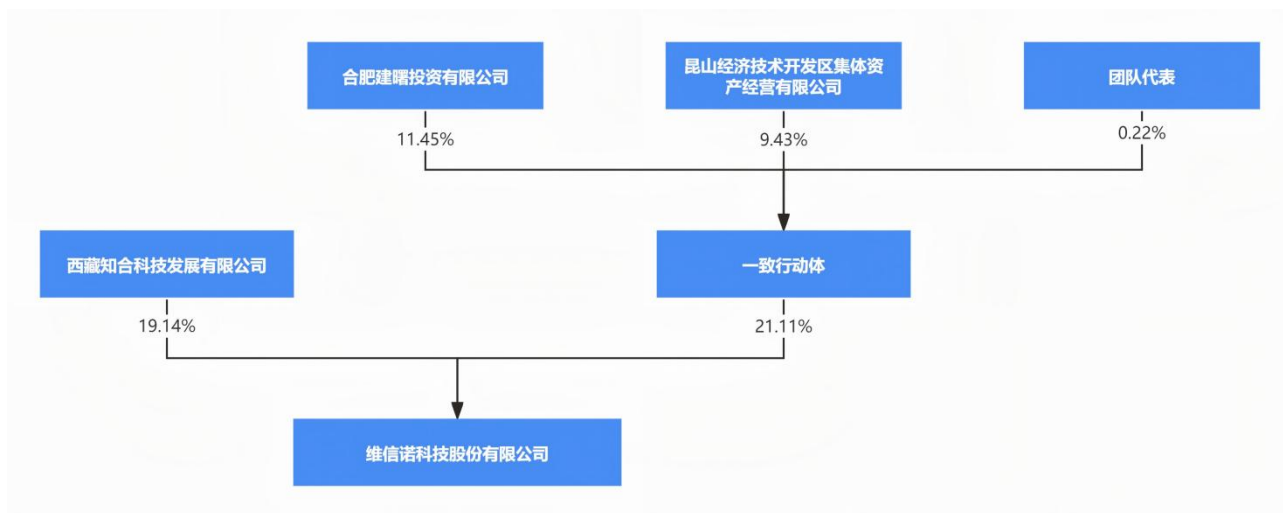 合肥建曙投资有限公司
昆山经济技术开发区集体资
产经营有限公司
团队代表
11.45%
9.43%
0.22%
西藏知合科技发展有限公司
一致行动体
19.14%
21.11%
维信诺科技股份有限公司